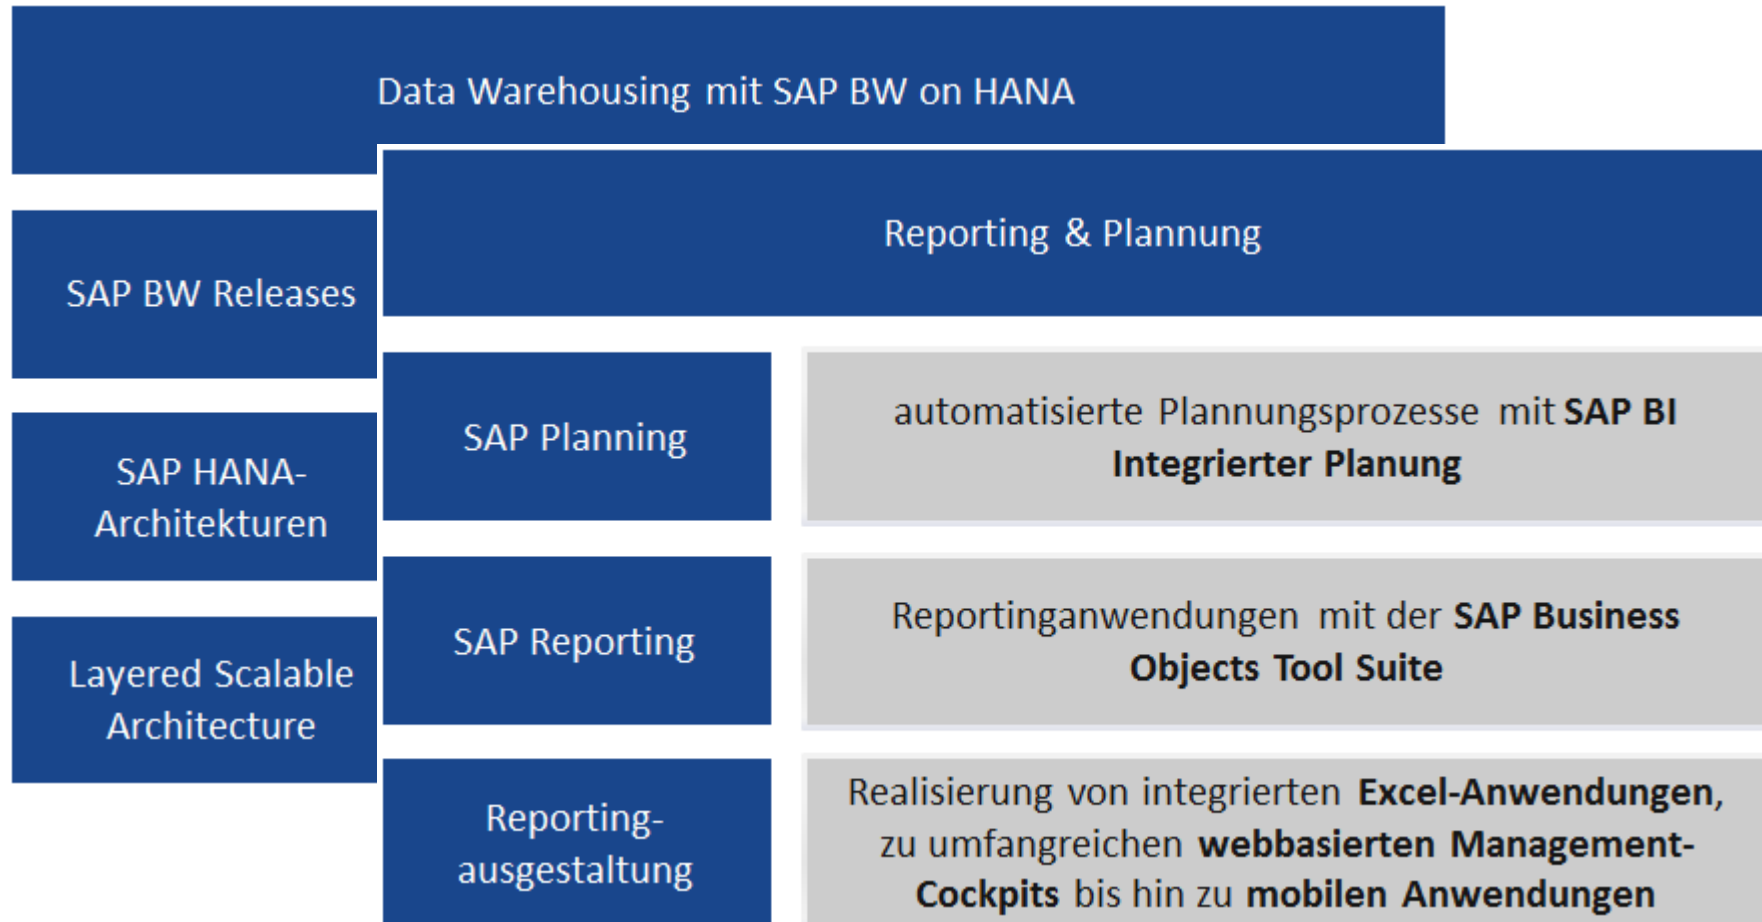 Data Warehousing mit SAP BW on HANA
SAP BW Releases
SAP HANA-
Architekturen
Layered Scalable
Architecture
Reporting & Plannung
SAP Planning
automatisierte Plannungsprozesse mit SAP BI
Integrierter Planung
SAP Reporting
Reportinganwendungen mit der SAP Business
Objects Tool Suite
Reporting-
ausgestaltung
Realisierung von integrierten Excel-Anwendungen,
zu umfangreichen webbasierten Management-
Cockpits bis hin zu mobilen Anwendungen